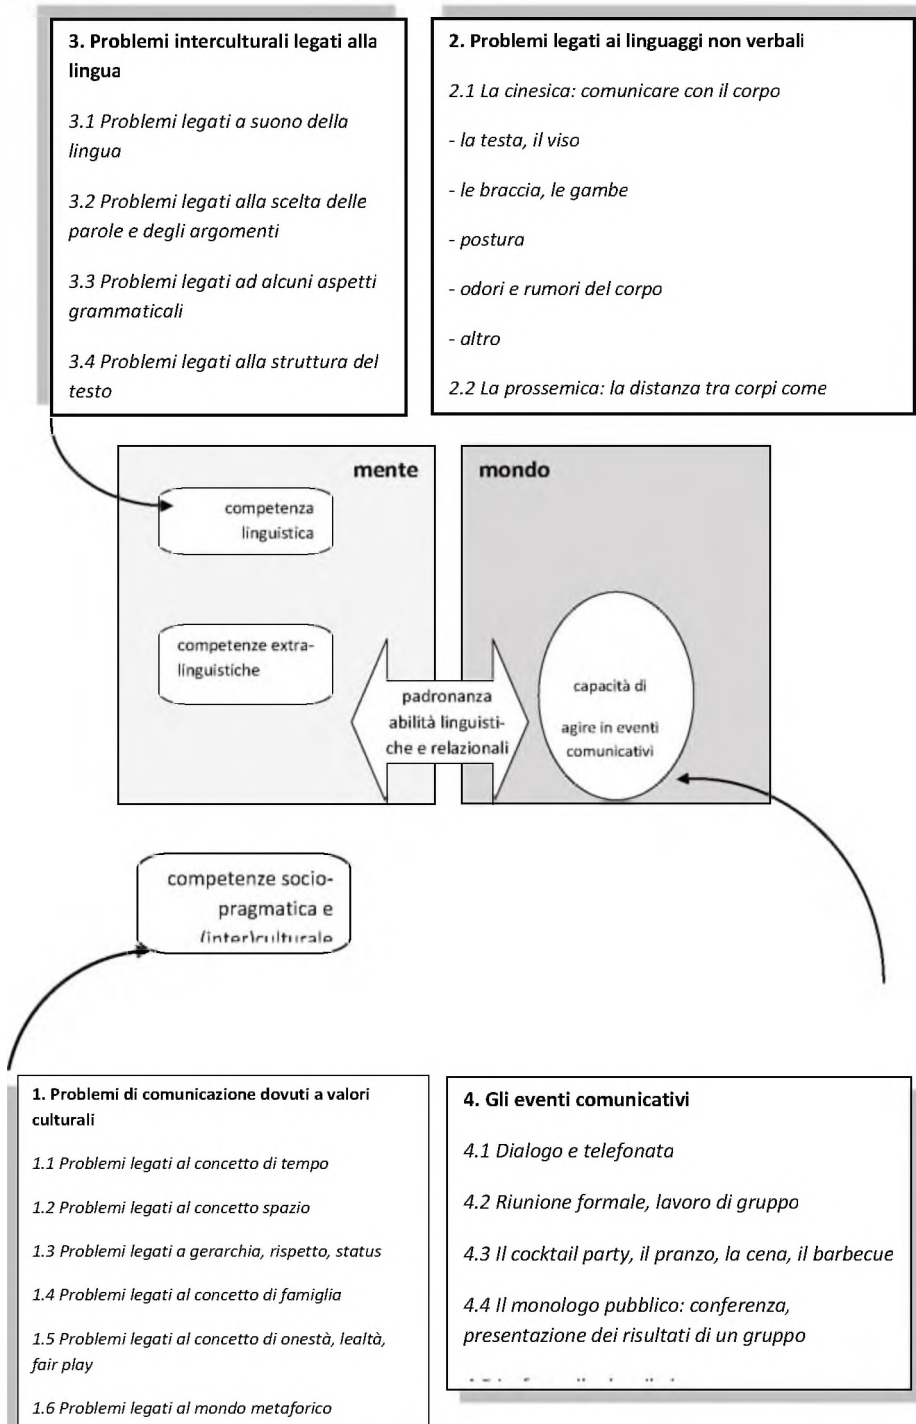 3. Problemi interculturali legati alla
lingua
3.1 Problemi legati a suono della
lingua
3.2 Problemi legati alla scelta delle
parole e degli argomenti
3.3 Problemi legati ad alcuni aspetti
grammaticali
3.4 Problemi legati alla struttura del
testo
2. Problemi legati ai linguaggi non verbali
2.1 La cinesica: comunicare con il corpo
- la testa, il viso
- le braccia, le gambe
- postura
- odori e rumori del corpo
- altro
2.2 La prossemica: la distanza tra corpi come
mente
competenza
linguistica
competenze extra-
linguistiche
padronanza
abilità linguisti-
che e relazionali
mondo
capacità di
agire in eventi
comunicativi
competenze socio-
pragmatica e
(inter)culturale
1. Problemi di comunicazione dovuti a valori
culturali
1.1 Problemi legati al concetto di tempo
1.2 Problemi legati al concetto spazio
1.3 Problemi legati a gerarchia, rispetto, status
1.4 Problemi legati al concetto di famiglia
1.5 Problemi legati al concetto di onestà, lealtà,
fair play
1.6 Problemi legati al mondo metaforico
4. Gli eventi comunicativi
4.1 Dialogo e telefonata
4.2 Riunione formale, lavoro di gruppo
4.3 Il cocktail party, il pranzo, la cena, il barbecue
4.4 Il monologo pubblico: conferenza,
presentazione dei risultati di un gruppo